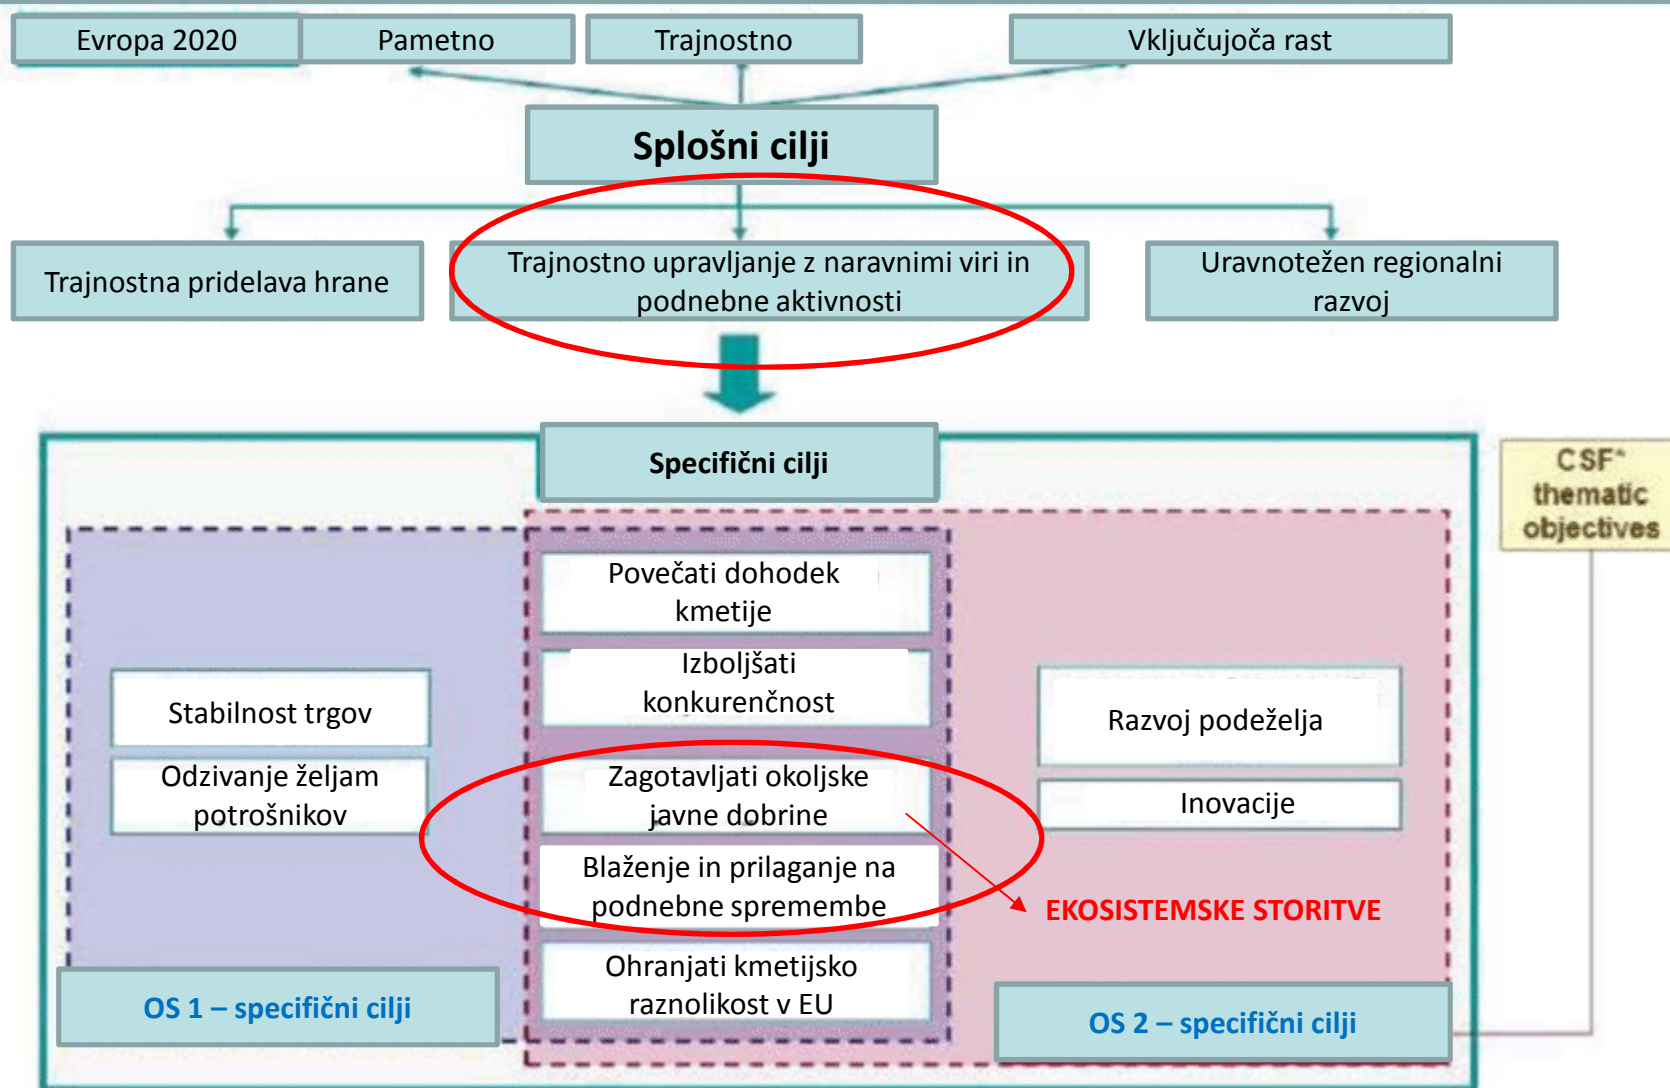 Evropa 2020
Pametno
Trajnostno
Vključujoča rast
Splošni cilji
Trajnostna pridelava hrane
Trajnostno upravljanje z naravnimi viri in
podnebne aktivnosti
Uravnotežen regionalni
razvoj
Specifični cilji
CSF*
thematic
objectives
Povečati dohodek
kmetije
Izboljšati
konkurenčnost
Stabilnost trgov
Odzivanje željam
potrošnikov
Zagotavljati okoljske
javne dobrine
Blaženje in prilaganje na
podnebne spremembe
Ohranjati kmetijsko
raznolikost v EU
Razvoj podeželja
Inovacije
EKOSISTEMSKE STORITVE
OS 1 – specifični cilji
OS 2 – specifični cilji